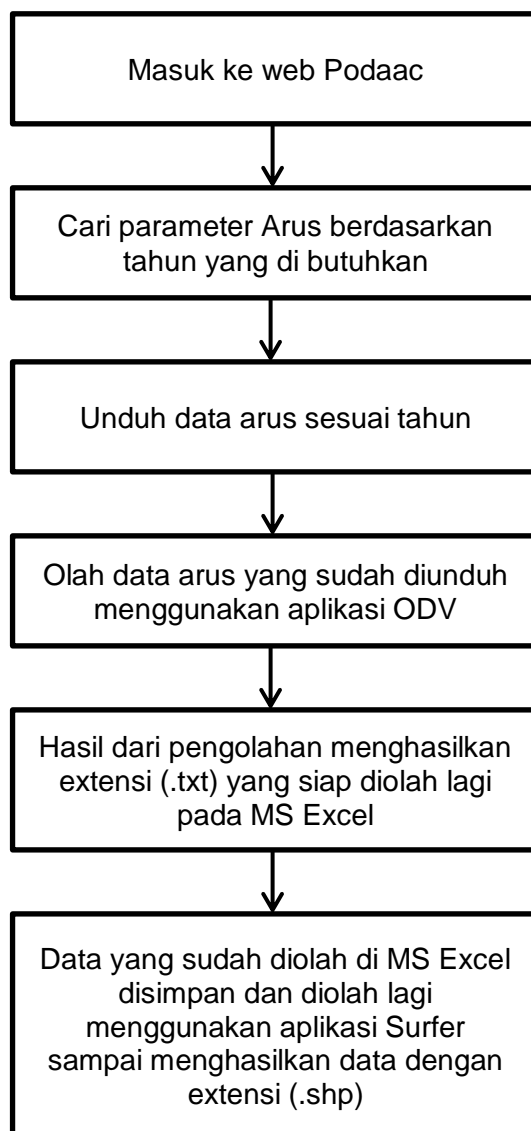 Masuk ke web Podaac
Cari parameter Arus berdasarkan
tahun yang di butuhkan
Unduh data arus sesuai tahun
Olah data arus yang sudah diunduh
menggunakan aplikasi ODV
Hasil dari pengolahan menghasilkan
extensi (.txt) yang siap diolah lagi
pada MS Excel
Data yang sudah diolah di MS Excel
disimpan dan diolah lagi
menggunakan aplikasi Surfer
sampai menghasilkan data dengan
extensi (.shp)